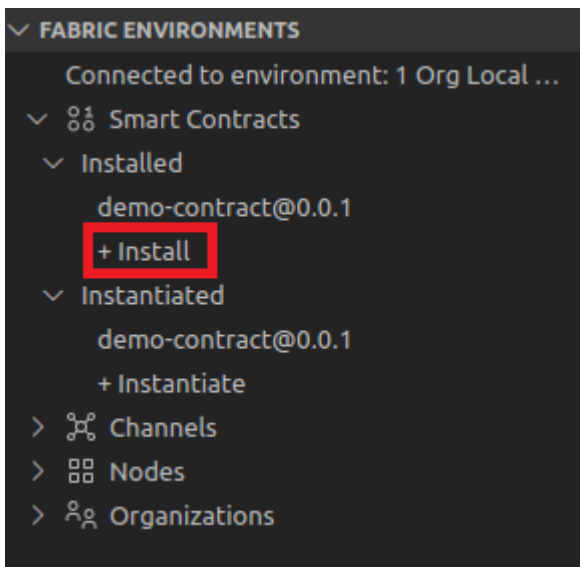 FABRIC ENVIRONMENTS
Connected to environment: 1 Org Local ...
Smart Contracts
Installed
demo-contract@0.0.1
+ Install
Instantiated
demo-contract@0.0.1
+ Instantiate
Channels
Nodes
Organizations